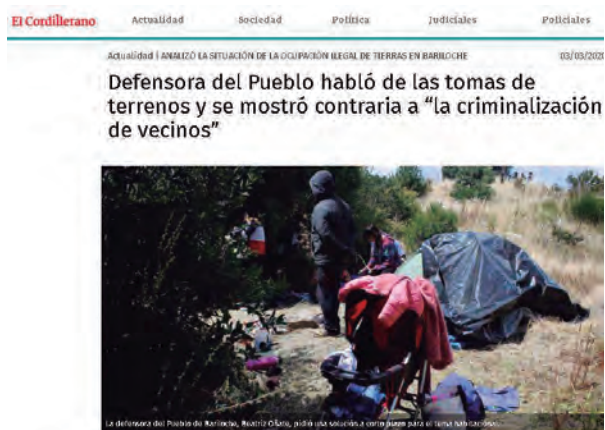 El Cordillerano Actualidad Sociedad Política Judiciales Policiales
Actualidad | ANALIZÓ LA SITUACIÓN DE LA OCUPACIÓN ILEGAL DE TIERRAS EN BARILOCHE 03/03/2020
Defensora del Pueblo habló de las tomas de
terrenos y se mostró contraria a “la criminalización
de vecinos”
La defensora del Pueblo de Bariloche, Beatriz Oñate, pidió una solución a corto plazo para el tema habitacional.